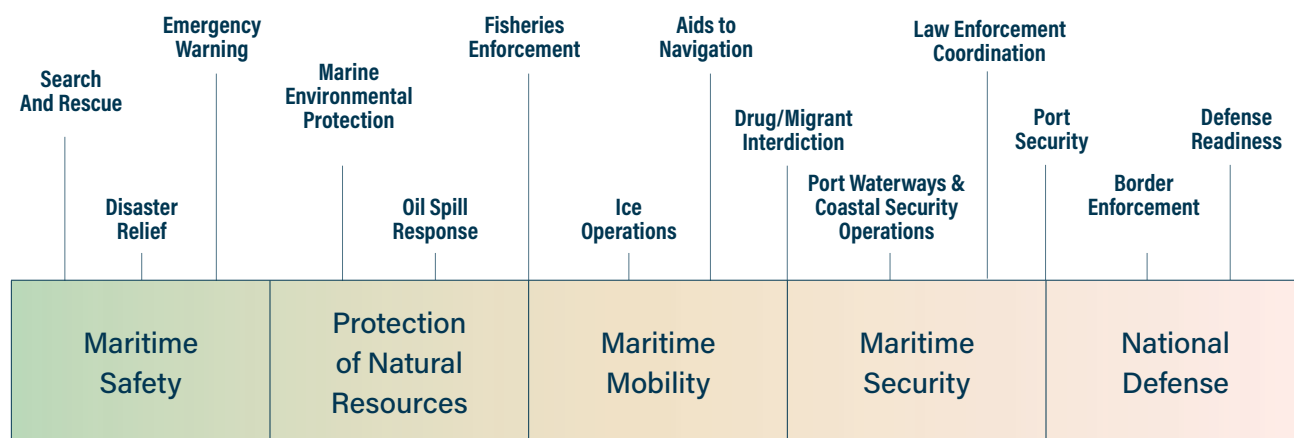 Search
And Rescue
Disaster
Relief
Emergency
Warning
Marine
Environmental
Protection
Oil Spill
Response
Fisheries
Enforcement
Ice
Operations
Aids to
Navigation
Drug/Migrant
Interdiction
Port Waterways &
Coastal Security
Operations
Law Enforcement
Coordination
Port
Security
Border
Enforcement
Defense
Readiness
Maritime
Safety
Protection
of Natural
Resources
Maritime
Mobility
Maritime
Security
National
Defense